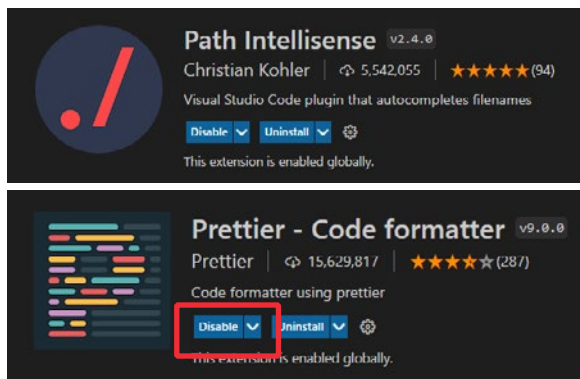 Path Intellisense v2.4.0
Christian Kohler 5,542,055 (94)
Visual Studio Code plugin that autocompletes filenames
Disable Uninstall
This extension is enabled globally.
Prettier - Code formatter v9.0.0
Prettier 15,629,817 (287)
Code formatter using prettier
Disable Uninstall
This extension is enabled globally.